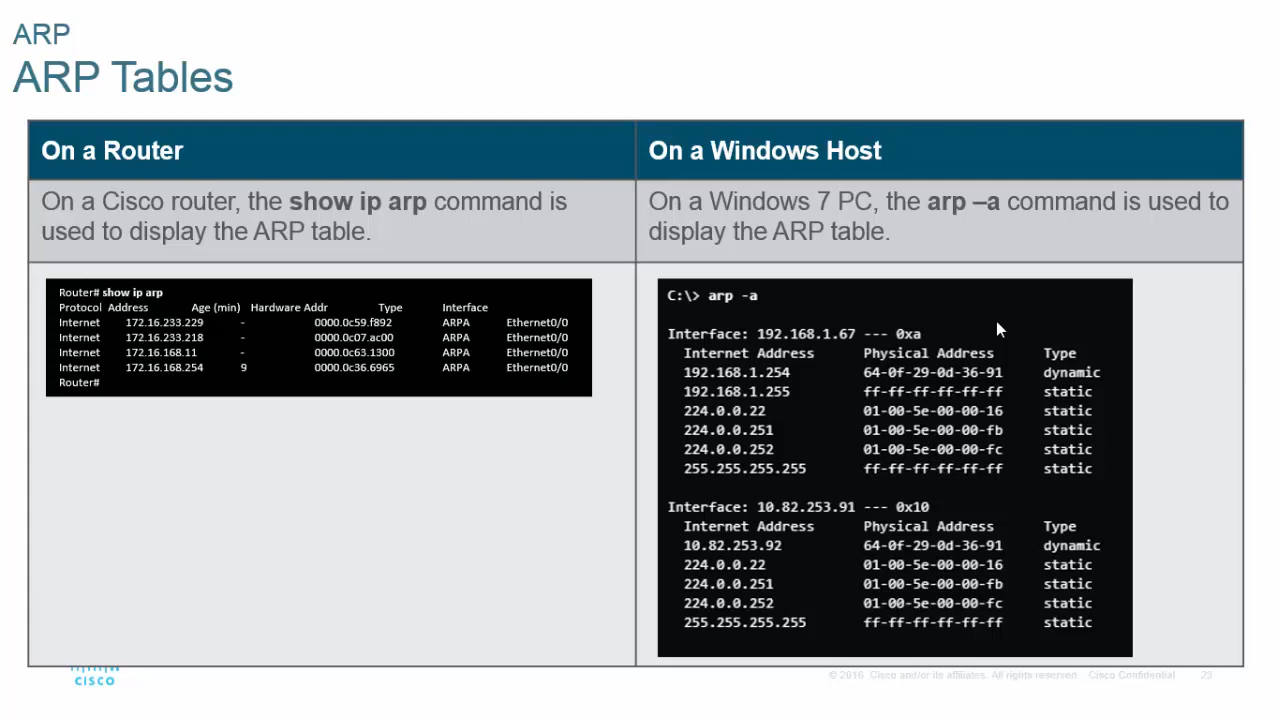 ARP
ARP Tables
On a Router
On a Cisco router, the show ip arp command is
used to display the ARP table.
Router# show ip arp
Protocol Address Age (min) Hardware Addr Type Interface
Internet 172.16.233.229 - 0000.0c59.f892 ARPA Ethernet0/0
Internet 172.16.233.218 - 0000.0c07.ac00 ARPA Ethernet0/0
Internet 172.16.168.11 - 0000.0c63.1300 ARPA Ethernet0/0
Internet 172.16.168.254 9 0000.0c36.6965 ARPA Ethernet0/0
Router#
On a Windows Host
On a Windows 7 PC, the arp –a command is used to
display the ARP table.
C:\> arp -a
Interface: 192.168.1.67 --- 0xa
Internet Address Physical Address Type
192.168.1.254 64-0f-29-0d-36-91 dynamic
192.168.1.255 ff-ff-ff-ff-ff-ff static
224.0.0.22 01-00-5e-00-00-16 static
224.0.0.251 01-00-5e-00-00-fb static
224.0.0.252 01-00-5e-00-00-fc static
255.255.255.255 ff-ff-ff-ff-ff-ff static
Interface: 10.82.253.91 --- 0x10
Internet Address Physical Address Type
10.82.253.92 64-0f-29-0d-36-91 dynamic
224.0.0.22 01-00-5e-00-00-16 static
224.0.0.251 01-00-5e-00-00-fb static
224.0.0.252 01-00-5e-00-00-fc static
255.255.255.255 ff-ff-ff-ff-ff-ff static
CISCO
© 2016 Cisco and/or its affiliates. All rights reserved. Cisco Confidential 23